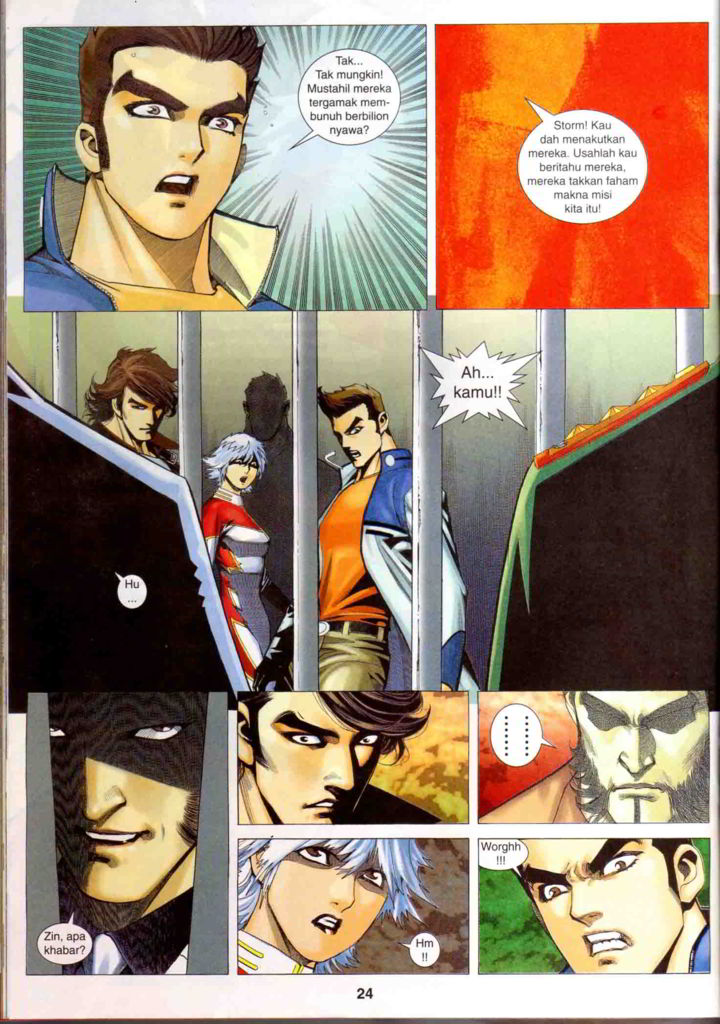 Tak...
Tak mungkin!
Mustahil mereka
tergamak mem-
bunuh berbilion
nyawa?
Storm! Kau
dah menakutkan
mereka. Usahlah kau
beritahu mereka,
mereka takkan faham
makna misi
kita itu!
Ah...
kamu!!
Hu
...
Zin, apa
khabar?
Hm
!!
Worghh
!!!
24